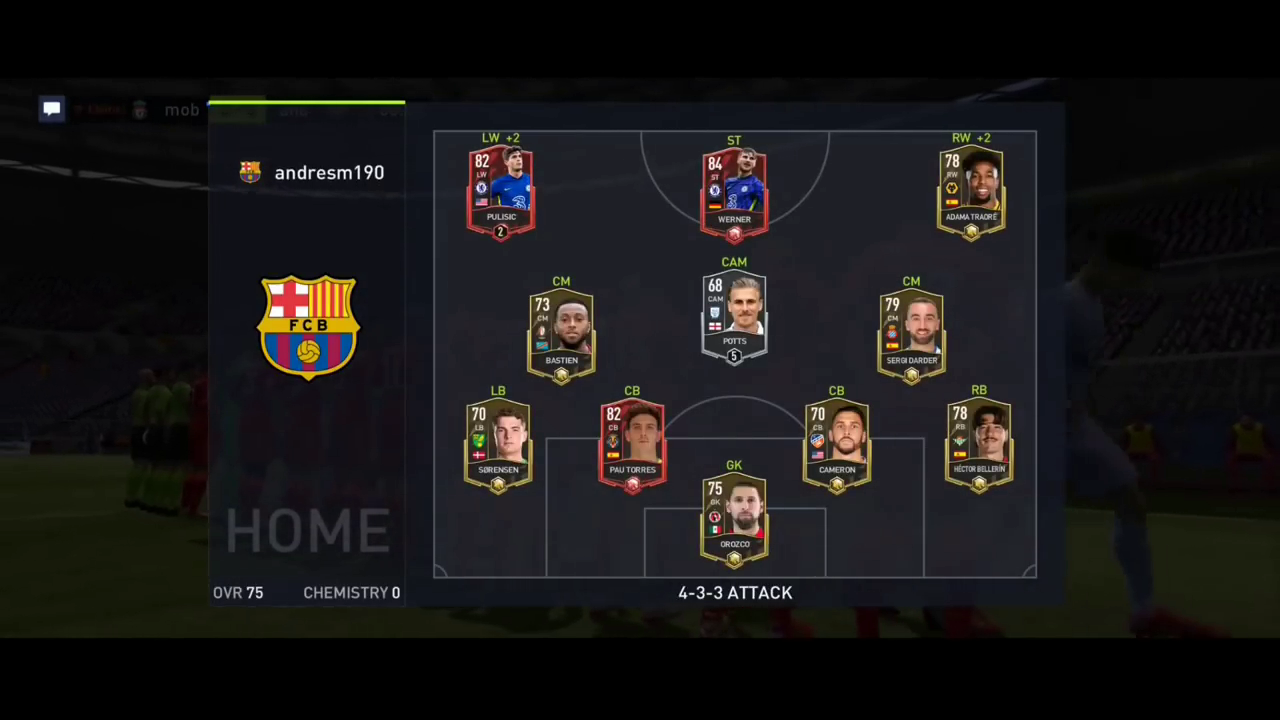 mob
andresm190
FCB
HOME
OVR 75
CHEMISTRY 0
LW +2
82
LW
PULISIC
2
ST
84
ST
WERNER
RW +2
78
RW
ADAMA TRAORÉ
CM
73
CM
BASTIEN
CAM
68
CAM
POTTS
5
CM
79
CM
SERGI DARDER
LB
70
LB
SØRENSEN
CB
82
CB
PAU TORRES
CB
70
CB
CAMERON
RB
78
RB
HÉCTOR BELLERÍN
GK
75
GK
OROZCO
4-3-3 ATTACK